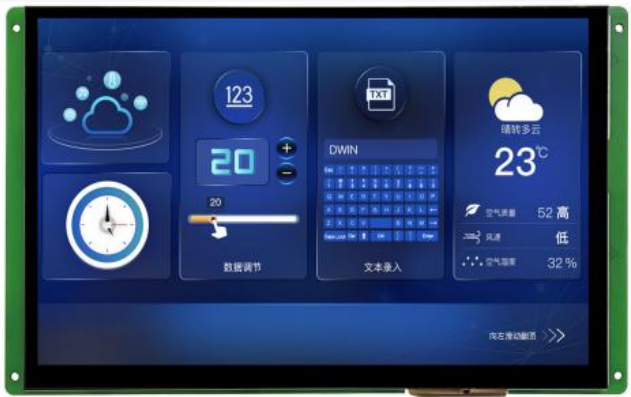 123
20
+
−
20
数据调节
TXT
DWIN
文本录入
晴转多云
23℃
空气质量 52 高
风速 低
空气湿度 32 %
向左滑动翻页 >>>